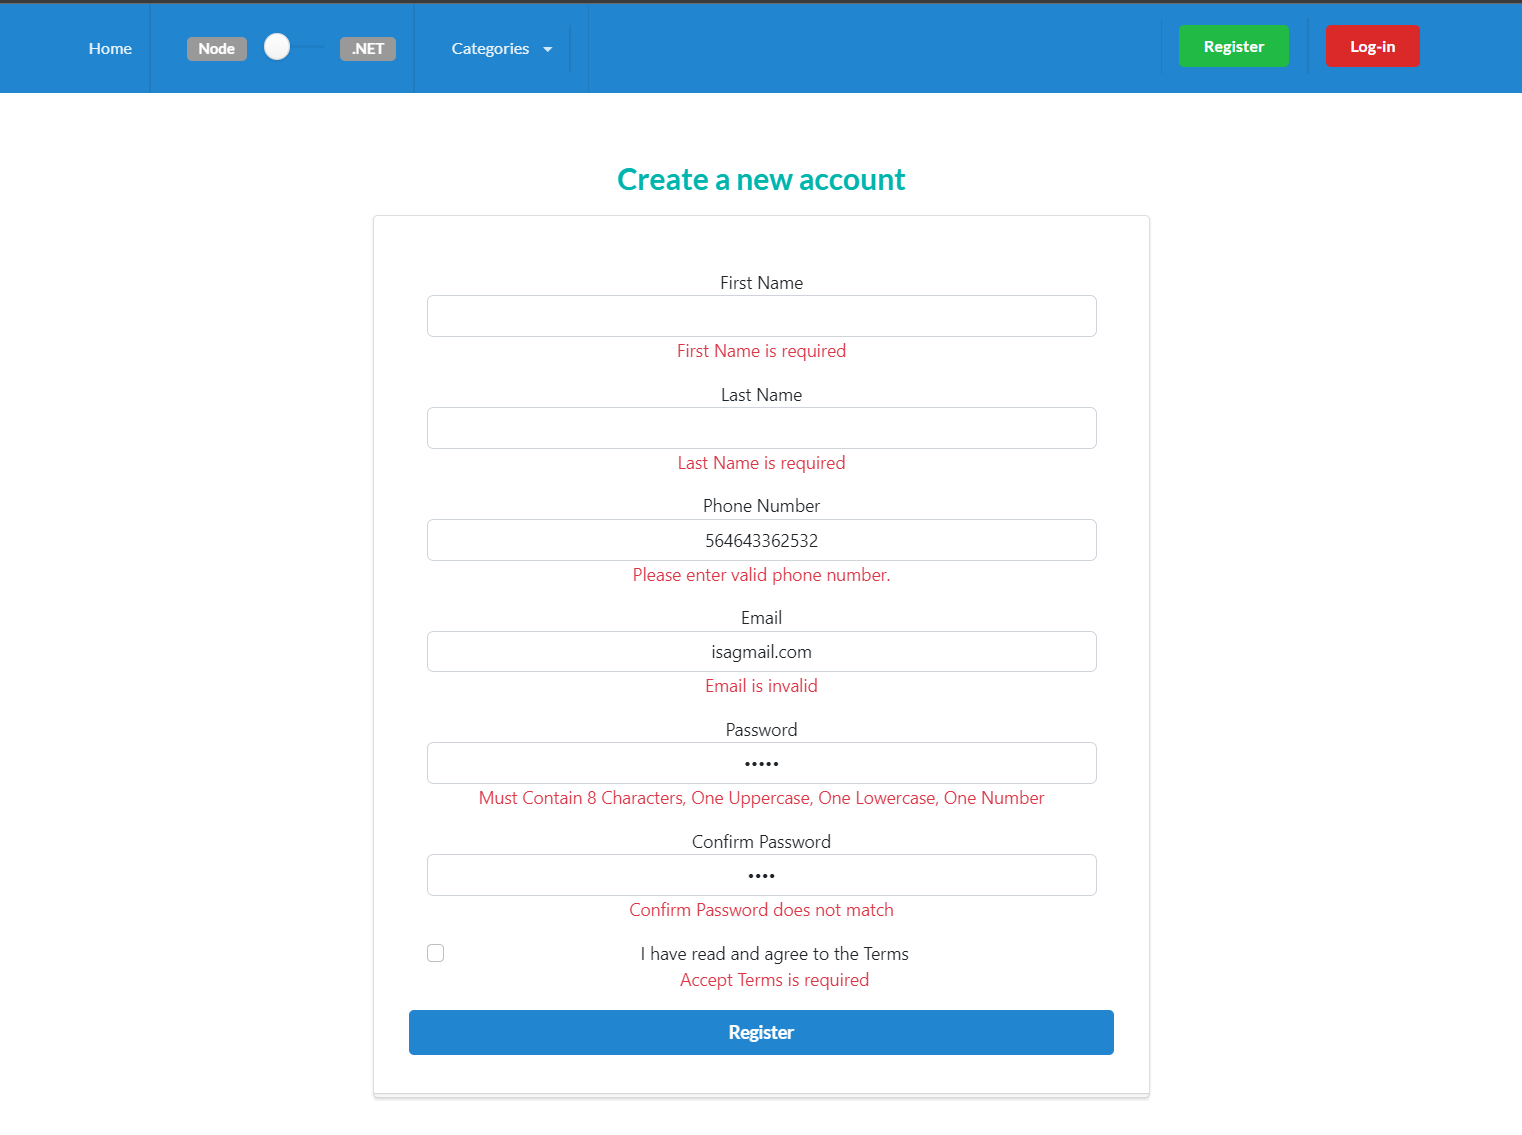 Home Node .NET Categories Register Log-in
Create a new account
First Name
First Name is required
Last Name
Last Name is required
Phone Number
564643362532
Please enter valid phone number.
Email
isagmail.com
Email is invalid
Password
•••••
Must Contain 8 Characters, One Uppercase, One Lowercase, One Number
Confirm Password
••••
Confirm Password does not match
I have read and agree to the Terms
Accept Terms is required
Register